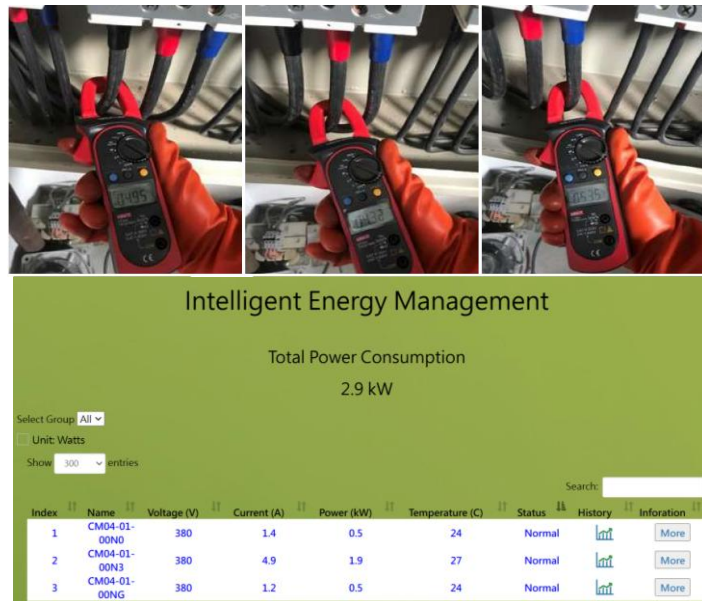 CE
CE
Intelligent Energy Management
Total Power Consumption
2.9 kW
Select Group All
Unit: Watts
Show 300 entries
Search:
Index Name Voltage (V) Current (A) Power (kW) Temperature (C) Status History Inforation
1 CM04-01-00N0 380 1.4 0.5 24 Normal More
2 CM04-01-00N3 380 4.9 1.9 27 Normal More
3 CM04-01-00NG 380 1.2 0.5 24 Normal More